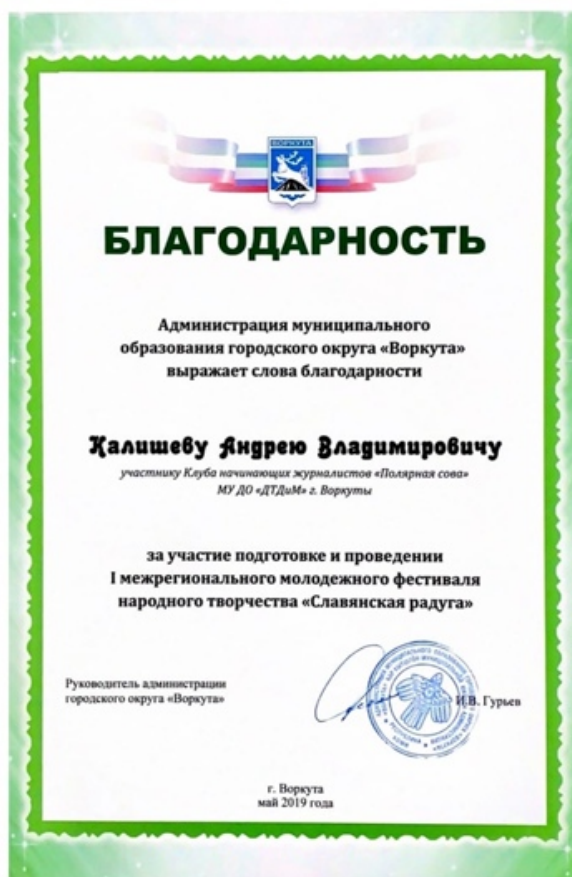 ВОРКУТА
БЛАГОДАРНОСТЬ
Администрация муниципального
образования городского округа «Воркута»
выражает слова благодарности
Калишеву Андрею Владимировичу
участнику Клуба начинающих журналистов «Полярная сова»
МУ ДО «ДТДиМ» г. Воркуты
за участие подготовке и проведении
I межрегионального молодежного фестиваля
народного творчества «Славянская радуга»
Руководитель администрации
городского округа «Воркута»
И.В. Гурьев
г. Воркута
май 2019 года